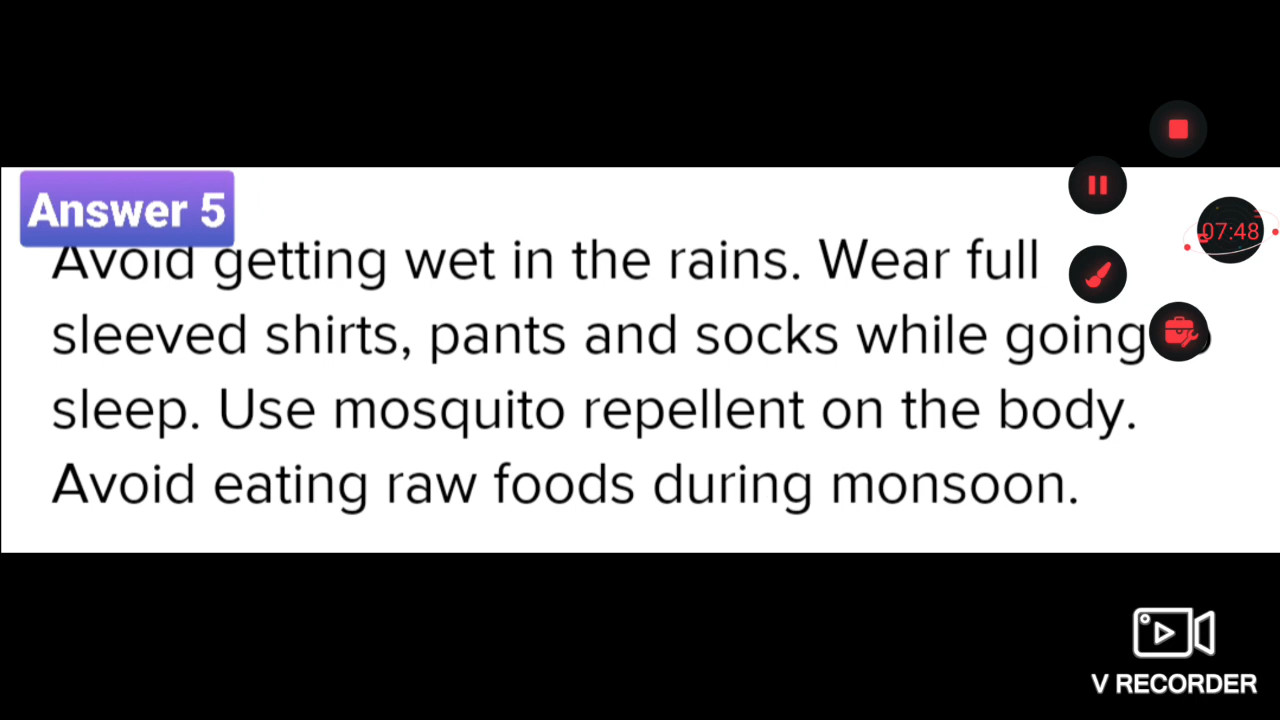 Answer 5
Avoid getting wet in the rains. Wear full
07:48
sleeved shirts, pants and socks while going
sleep. Use mosquito repellent on the body.
Avoid eating raw foods during monsoon.
V RECORDER